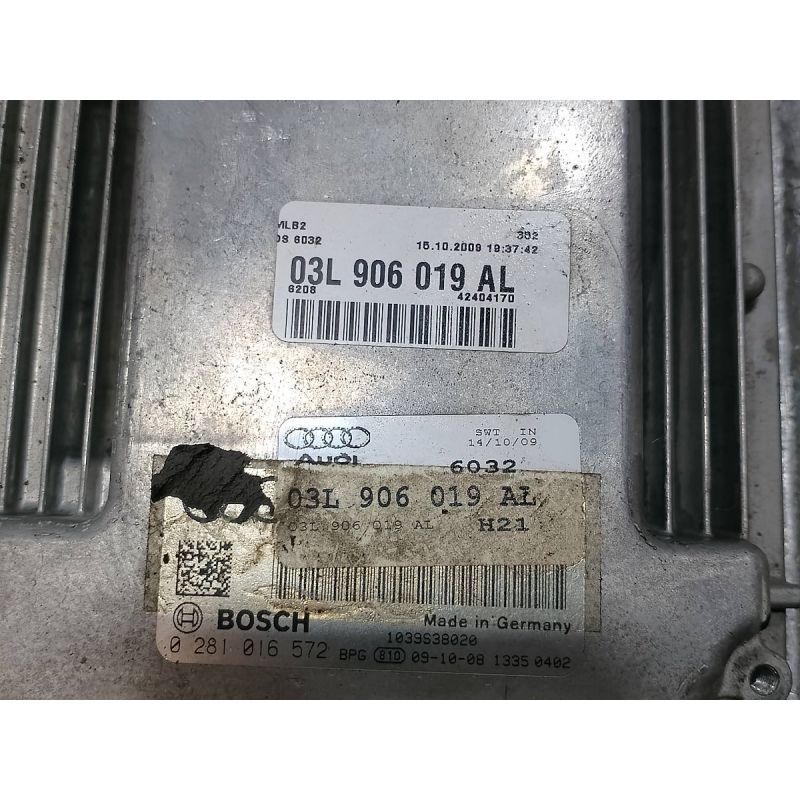 MLB2 302
DS 6032 15.10.2009 19:37:42
03L 906 019 AL
6208 42404170
SWT IN
14/10/09
Audi 6032
03L 906 019 AL
03L 906 019 AL H21
BOSCH Made in Germany
1039S38020
0 281 016 572 BPG 810 09-10-08 1335 0402